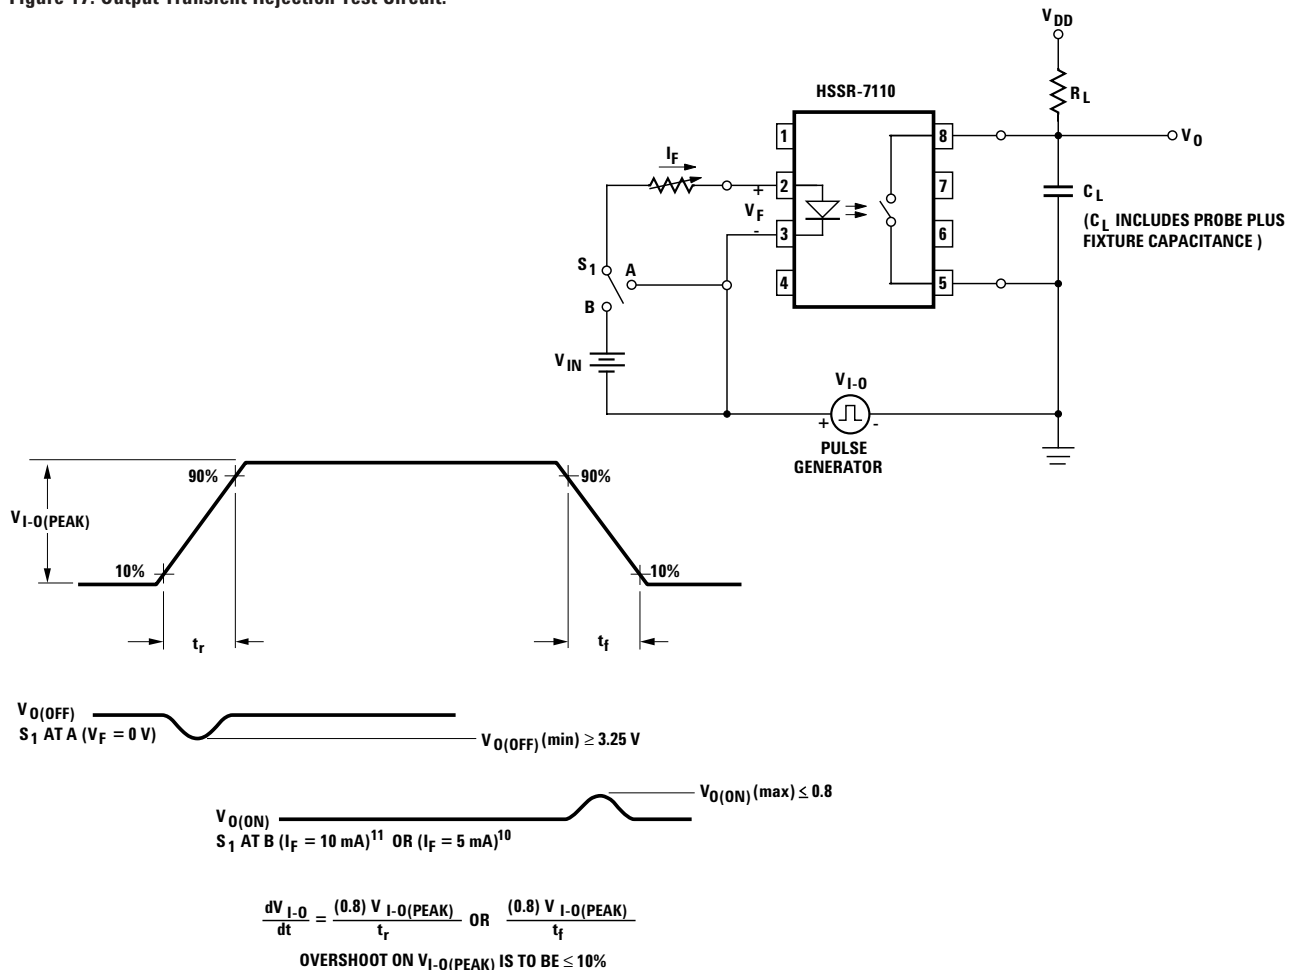 Figure 17. Output Transient Rejection Test Circuit.
VDD
RL
HSSR-7110
1
8
VO
IF
2
7
+
VF
-
CL
(CL INCLUDES PROBE PLUS
FIXTURE CAPACITANCE )
3
6
S1
A
4
5
B
VIN
VI-O
+
-
PULSE
GENERATOR
90%
90%
VI-O(PEAK)
10%
10%
tr
tf
VO(OFF)
S1 AT A (VF = 0 V)
VO(OFF) (min) ≥ 3.25 V
VO(ON) (max) ≤ 0.8
VO(ON)
S1 AT B (IF = 10 mA)11 OR (IF = 5 mA)10
dV I-O
dt
=
(0.8) V I-O(PEAK)
tr
OR
(0.8) V I-O(PEAK)
tf
OVERSHOOT ON VI-O(PEAK) IS TO BE ≤ 10%